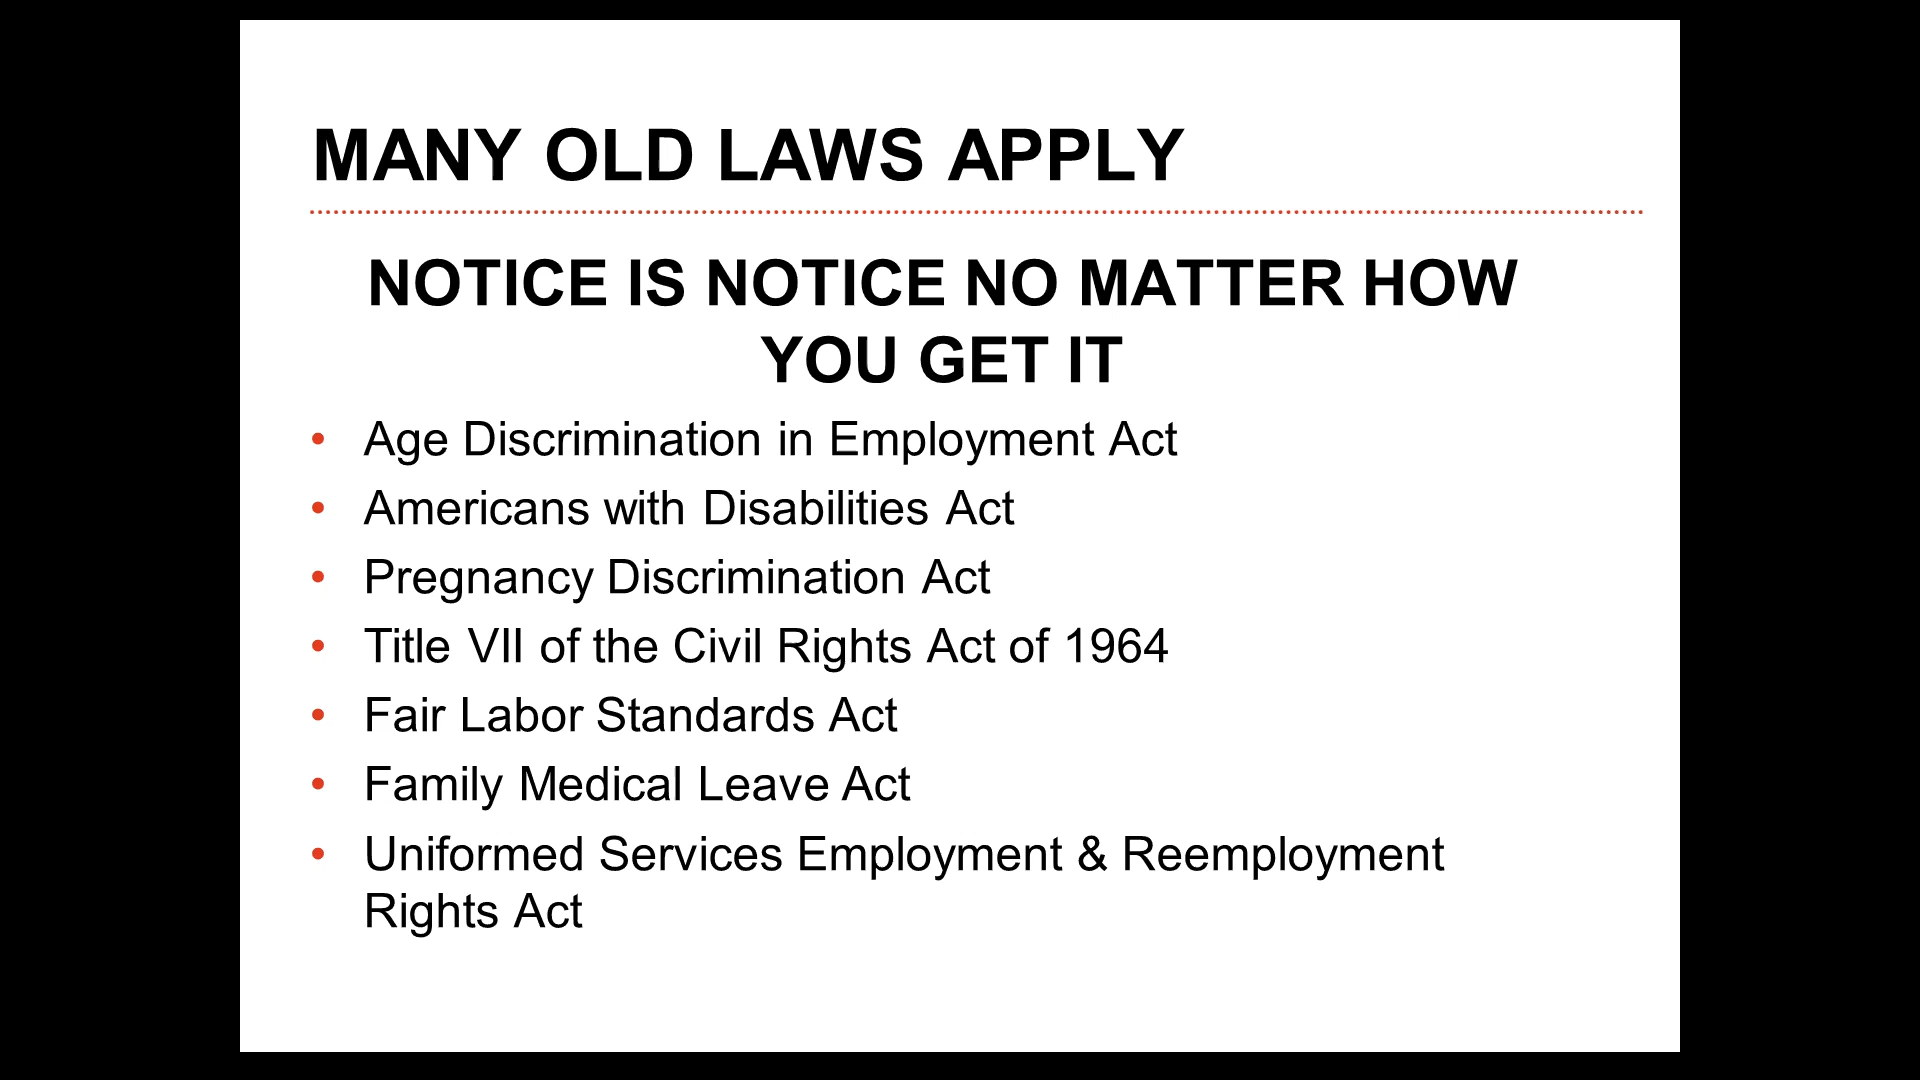 MANY OLD LAWS APPLY
NOTICE IS NOTICE NO MATTER HOW
YOU GET IT
• Age Discrimination in Employment Act
• Americans with Disabilities Act
• Pregnancy Discrimination Act
• Title VII of the Civil Rights Act of 1964
• Fair Labor Standards Act
• Family Medical Leave Act
• Uniformed Services Employment & Reemployment
Rights Act